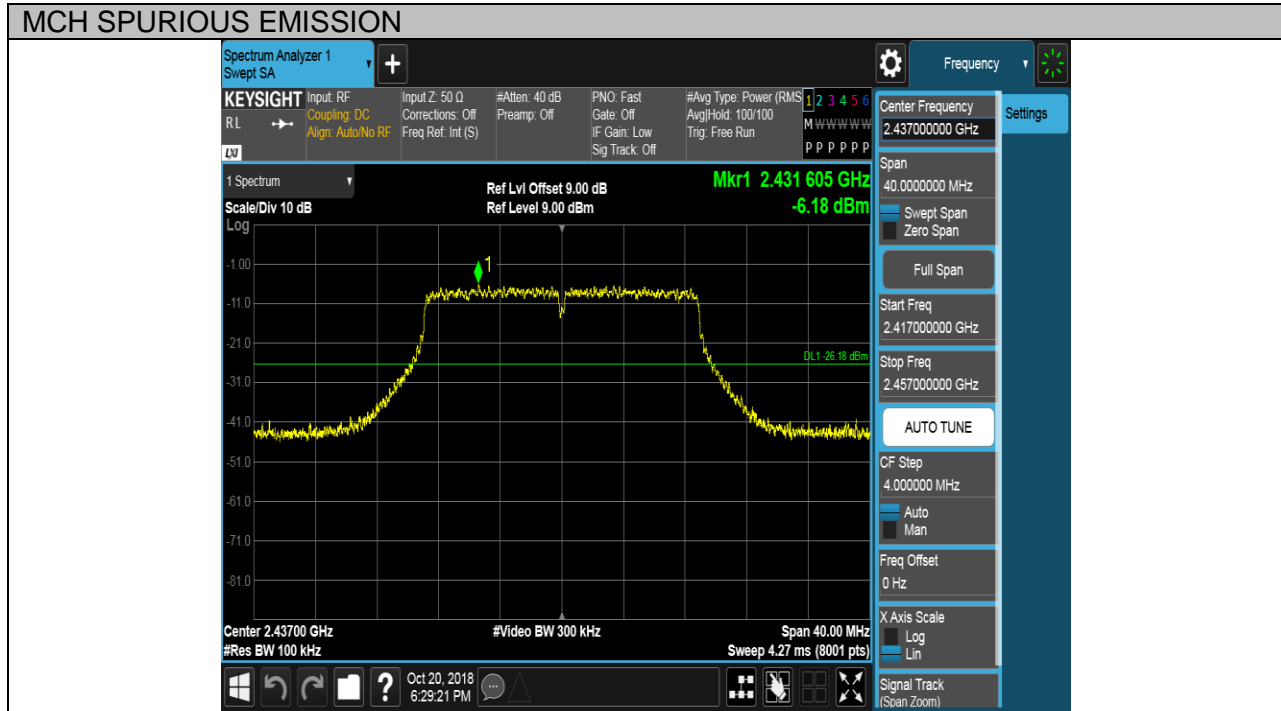 MCH SPURIOUS EMISSION
Spectrum Analyzer 1
Swept SA
+
Frequency
KEYSIGHT
RL
LXI
Input: RF
Coupling: DC
Align: Auto/No RF
Input Z: 50 Ω
Corrections: Off
Freq Ref: Int (S)
#Atten: 40 dB
Preamp: Off
PNO: Fast
Gate: Off
IF Gain: Low
Sig Track: Off
#Avg Type: Power (RMS
Avg|Hold: 100/100
Trig: Free Run
1 2 3 4 5 6
M W W W W W
P P P P P P
1 Spectrum
Scale/Div 10 dB
Log
Ref Lvl Offset 9.00 dB
Ref Level 9.00 dBm
Mkr1 2.431 605 GHz
-6.18 dBm
1
-1.00
-11.0
-21.0
DL1 -26.18 dBm
-31.0
-41.0
-51.0
-61.0
-71.0
-81.0
Center 2.43700 GHz
#Res BW 100 kHz
#Video BW 300 kHz
Span 40.00 MHz
Sweep 4.27 ms (8001 pts)
?
Oct 20, 2018
6:29:21 PM
Center Frequency
2.437000000 GHz
Settings
Span
40.0000000 MHz
Swept Span
Zero Span
Full Span
Start Freq
2.417000000 GHz
Stop Freq
2.457000000 GHz
AUTO TUNE
CF Step
4.000000 MHz
Auto
Man
Freq Offset
0 Hz
X Axis Scale
Log
Lin
Signal Track
(Span Zoom)